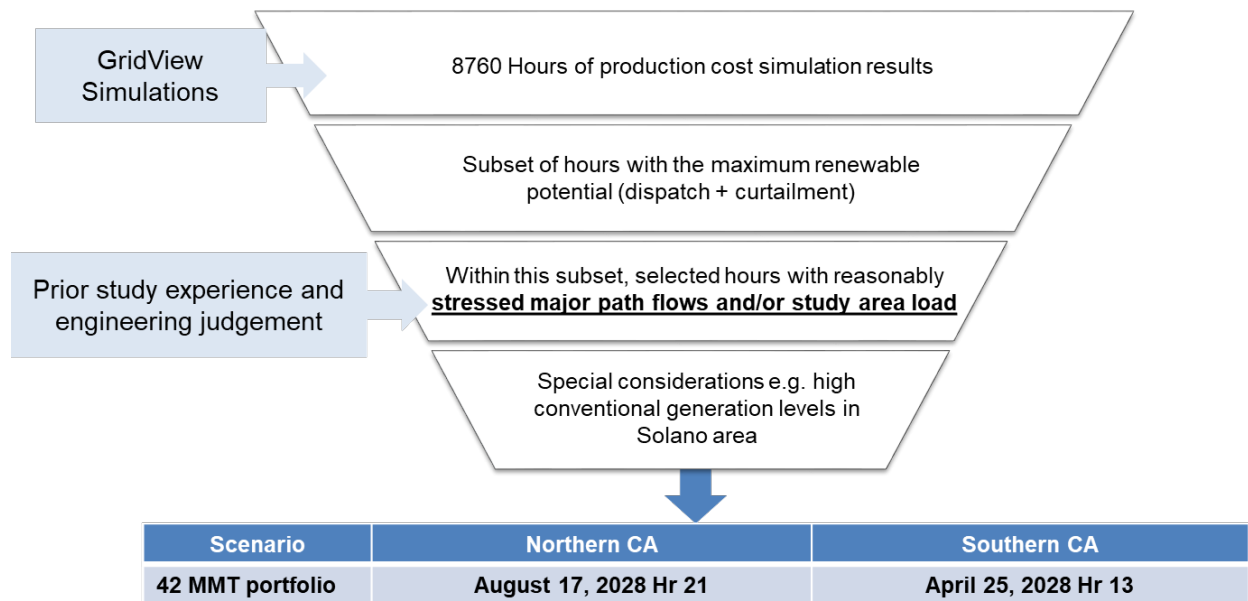 GridView
Simulations
8760 Hours of production cost simulation results
Subset of hours with the maximum renewable
potential (dispatch + curtailment)
Prior study experience and
engineering judgement
Within this subset, selected hours with reasonably
stressed major path flows and/or study area load
Special considerations e.g. high
conventional generation levels in
Solano area
Scenario Northern CA Southern CA
42 MMT portfolio August 17, 2028 Hr 21 April 25, 2028 Hr 13